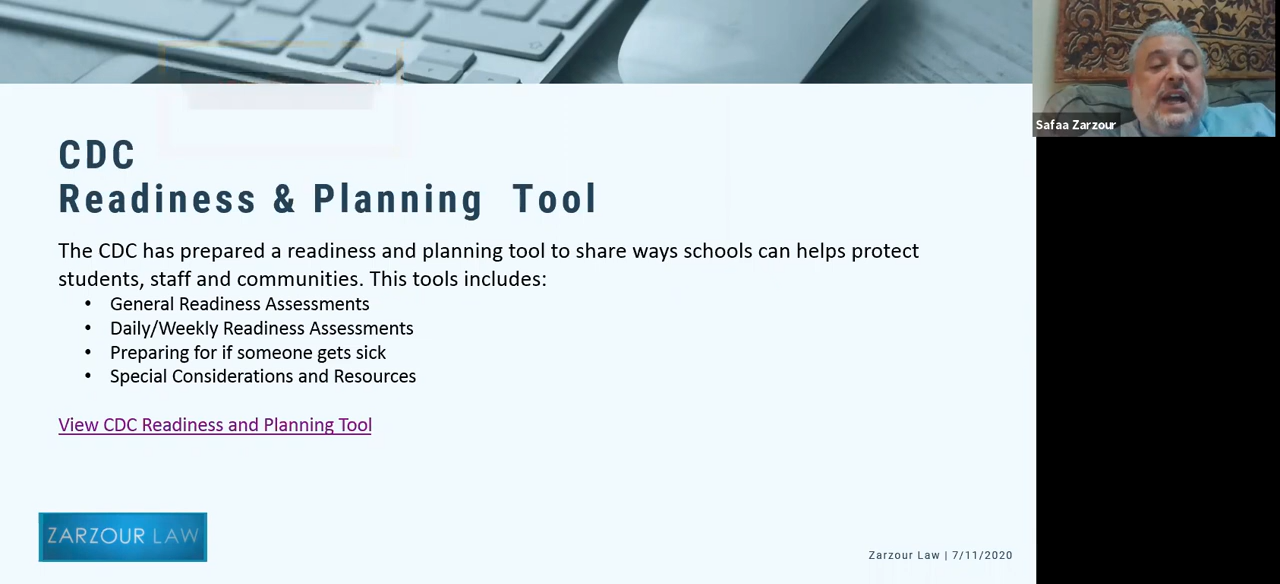 Safaa Zarzour
CDC
Readiness & Planning Tool
The CDC has prepared a readiness and planning tool to share ways schools can helps protect
students, staff and communities. This tools includes:
• General Readiness Assessments
• Daily/Weekly Readiness Assessments
• Preparing for if someone gets sick
• Special Considerations and Resources
View CDC Readiness and Planning Tool
ZARZOUR LAW
Zarzour Law | 7/11/2020